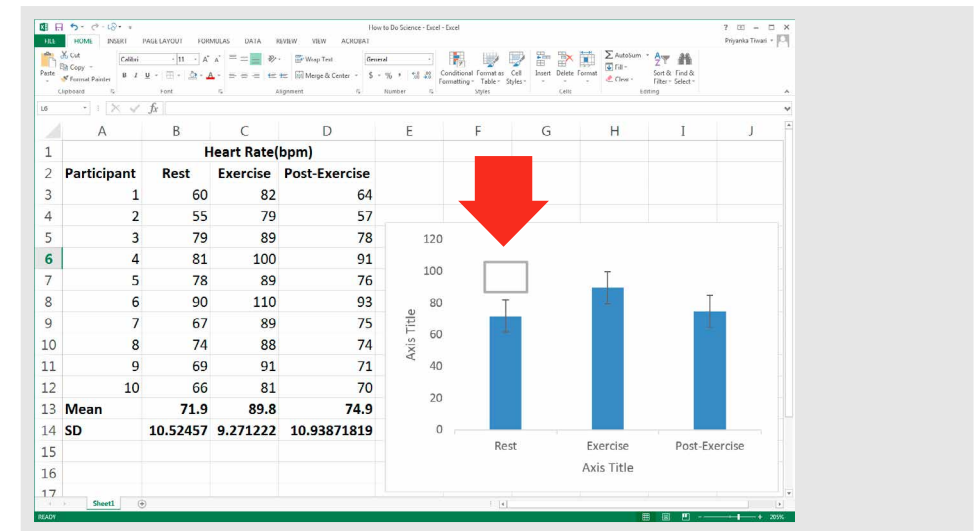 How to Do Science - Excel - Excel
FILE HOME INSERT PAGE LAYOUT FORMULAS DATA REVIEW VIEW ACROBAT Priyanka Tiwari
Cut Calibri 11 Wrap Text General AutoSum
Copy Fill
Paste Format Painter B I U Merge & Center $ % Conditional Format as Cell Insert Delete Format Clear Sort & Find &
Formatting Table Styles Filter Select
Clipboard Font Alignment Number Styles Cells Editing
L6 fx
A B C D E F G H I J
1 Heart Rate(bpm)
2 Participant Rest Exercise Post-Exercise
3 1 60 82 64
4 2 55 79 57
5 3 79 89 78
6 4 81 100 91
7 5 78 89 76
8 6 90 110 93
9 7 67 89 75
10 8 74 88 74
11 9 69 91 71
12 10 66 81 70
13 Mean 71.9 89.8 74.9
14 SD 10.52457 9.271222 10.93871819
15
16
17
120
100
80
60
40
20
0
Axis Title
Rest Exercise Post-Exercise
Axis Title
Sheet1
READY 205%